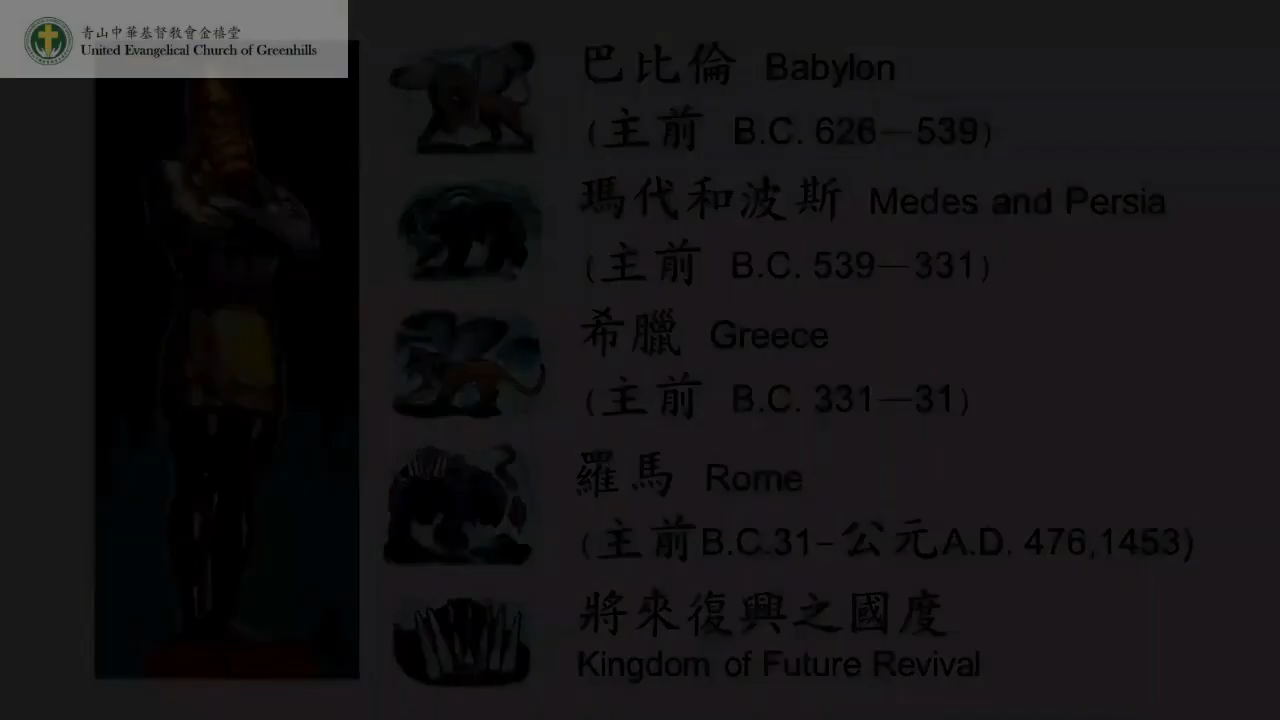 青山中華基督教會金禧堂
United Evangelical Church of Greenhills
巴比倫 Babylon
(主前 B.C. 626—539)
瑪代和波斯 Medes and Persia
(主前 B.C. 539—331)
希臘 Greece
(主前 B.C. 331—31)
羅馬 Rome
(主前B.C.31-公元A.D. 476,1453)
將來復興之國度
Kingdom of Future Revival